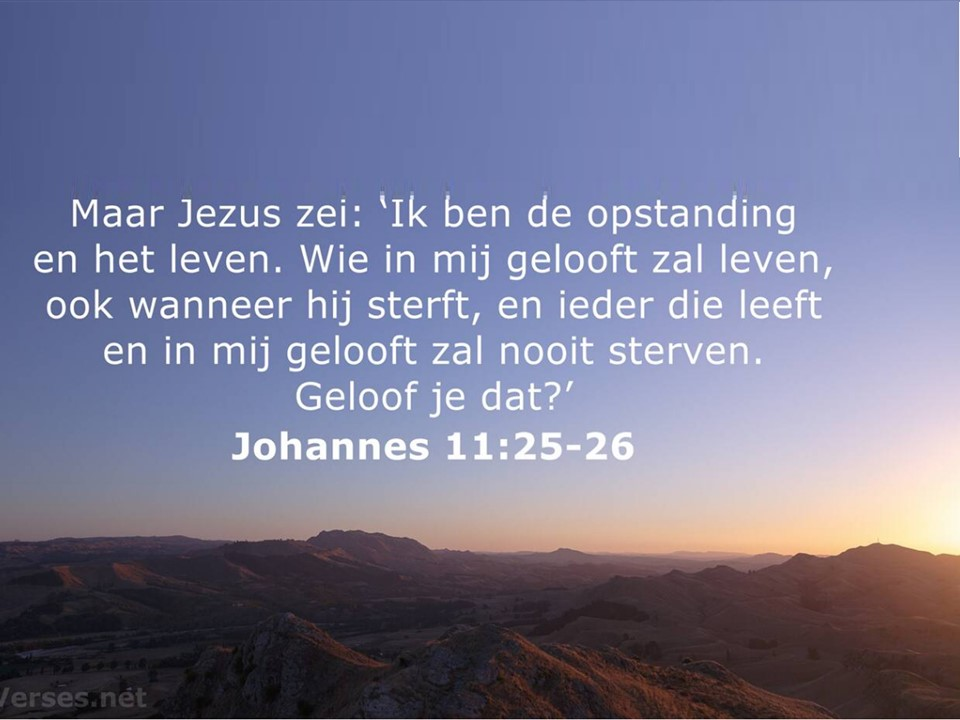 Maar Jezus zei: ‘Ik ben de opstanding
en het leven. Wie in mij gelooft zal leven,
ook wanneer hij sterft, en ieder die leeft
en in mij gelooft zal nooit sterven.
Geloof je dat?’
Johannes 11:25-26
Verses.net